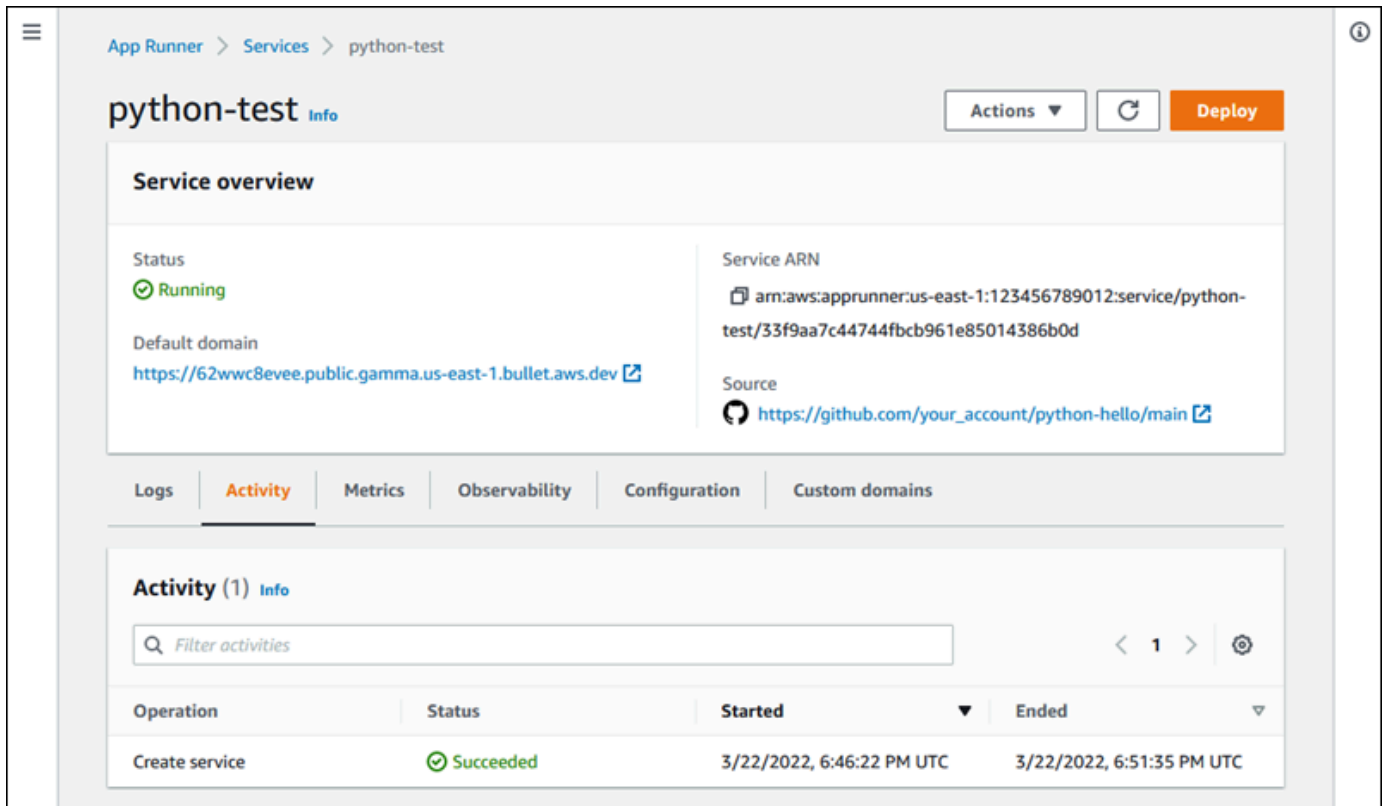 App Runner > Services > python-test
python-test Info
Actions ▼ Deploy
Service overview
Status
Running
Default domain
https://62wwc8evee.public.gamma.us-east-1.bullet.aws.dev
Service ARN
arn:aws:apprunner:us-east-1:123456789012:service/python-
test/33f9aa7c44744fbcb961e85014386b0d
Source
https://github.com/your_account/python-hello/main
Logs Activity Metrics Observability Configuration Custom domains
Activity (1) Info
Filter activities
< 1 >
Operation Status Started Ended
Create service Succeeded 3/22/2022, 6:46:22 PM UTC 3/22/2022, 6:51:35 PM UTC